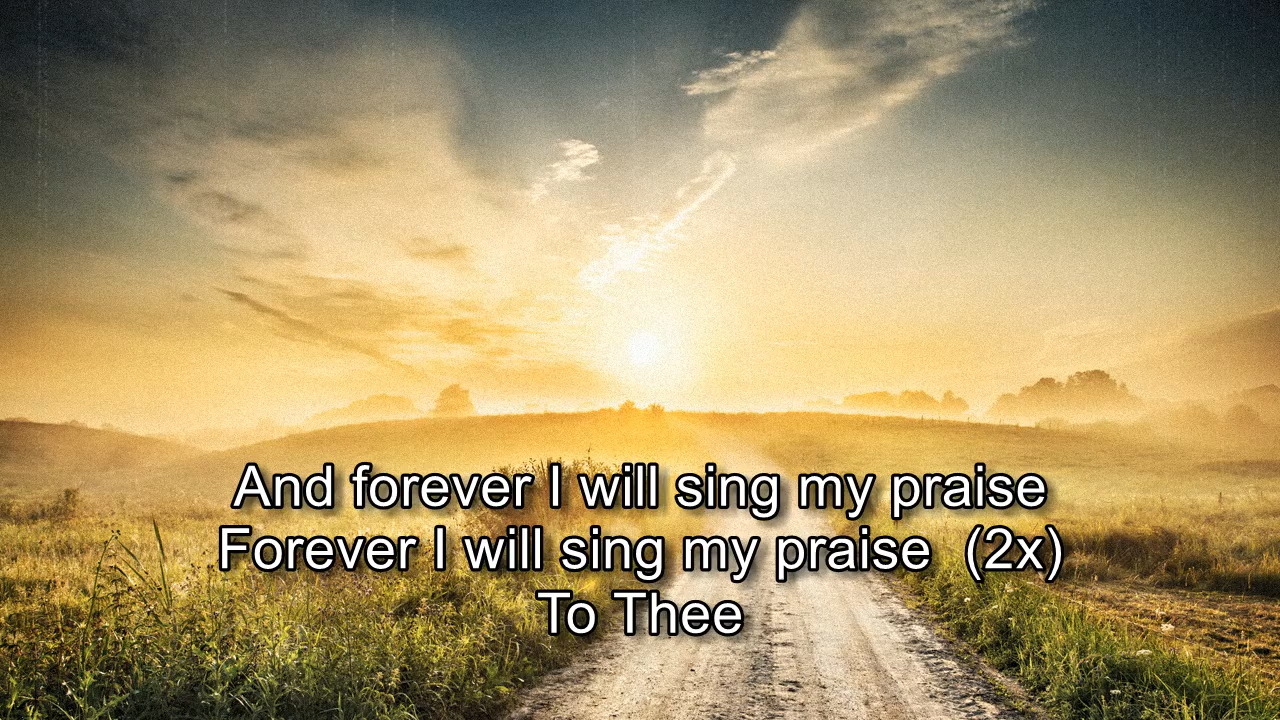 And forever I will sing my praise
Forever I will sing my praise  (2x)
To Thee